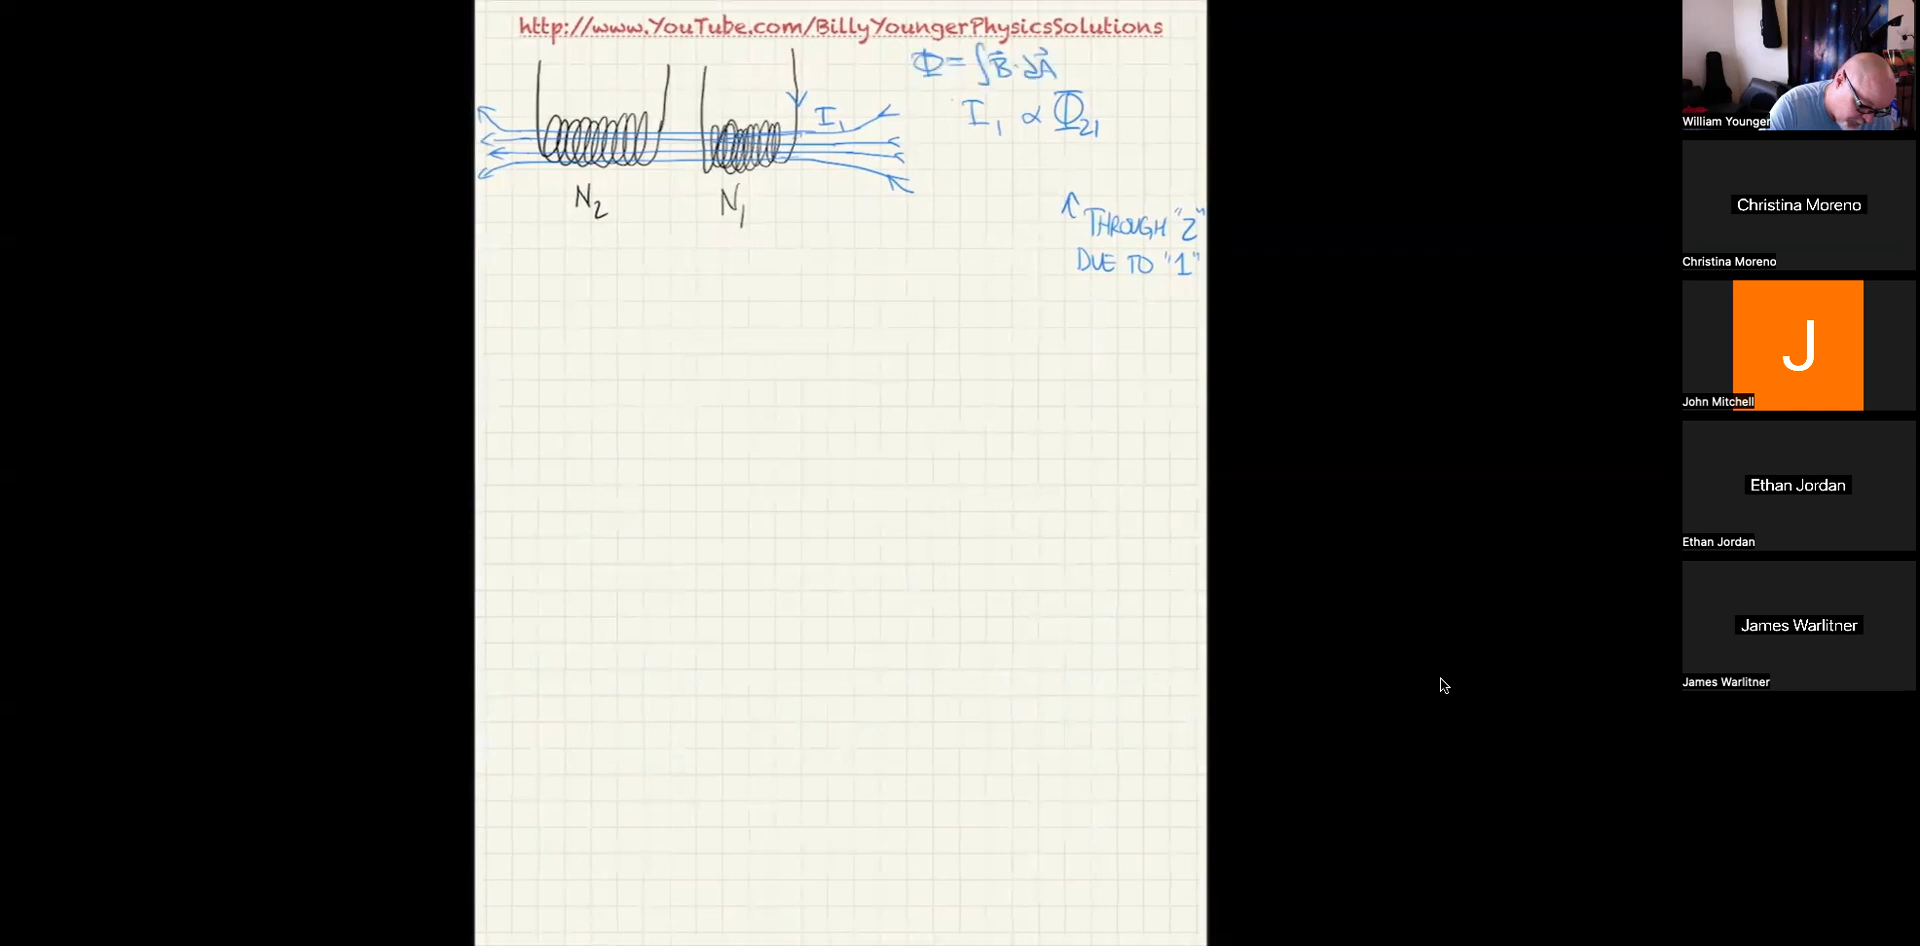 http://www.YouTube.com/BillyYoungerPhysicsSolutions
Φ = ∫B⃗·dA⃗
I₁ ∝ Φ₂₁
I₁
N₂
N₁
↑ THROUGH "2"
DUE TO "1"
William Younger
Christina Moreno
Christina Moreno
J
John Mitchell
Ethan Jordan
Ethan Jordan
James Warlitner
James Warlitner